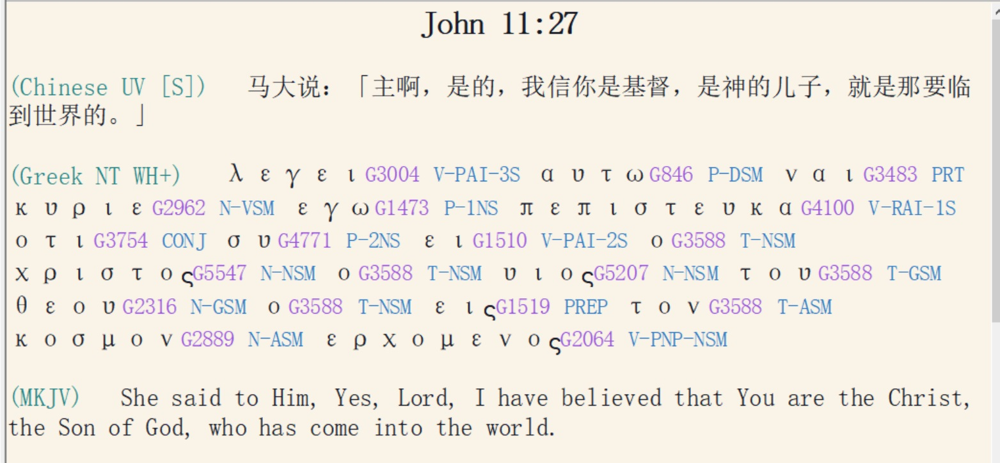 John 11:27
(Chinese UV [S]) 马大说：「主啊，是的，我信你是基督，是神的儿子，就是那要临
到世界的。」
(Greek NT WH+) λ ε γ ε ι G3004 V-PAI-3S α υ τ ω G846 P-DSM ν α ι G3483 PRT
κ υ ρ ι ε G2962 N-VSM ε γ ω G1473 P-1NS π ε π ι σ τ ε υ κ α G4100 V-RAI-1S
ο τ ι G3754 CONJ σ υ G4771 P-2NS ε ι G1510 V-PAI-2S ο G3588 T-NSM
χ ρ ι σ τ ο ς G5547 N-NSM ο G3588 T-NSM υ ι ο ς G5207 N-NSM τ ο υ G3588 T-GSM
θ ε ο υ G2316 N-GSM ο G3588 T-NSM ε ι ς G1519 PREP τ ο ν G3588 T-ASM
κ ο σ μ ο ν G2889 N-ASM ε ρ χ ο μ ε ν ο ς G2064 V-PNP-NSM
(MKJV) She said to Him, Yes, Lord, I have believed that You are the Christ,
the Son of God, who has come into the world.